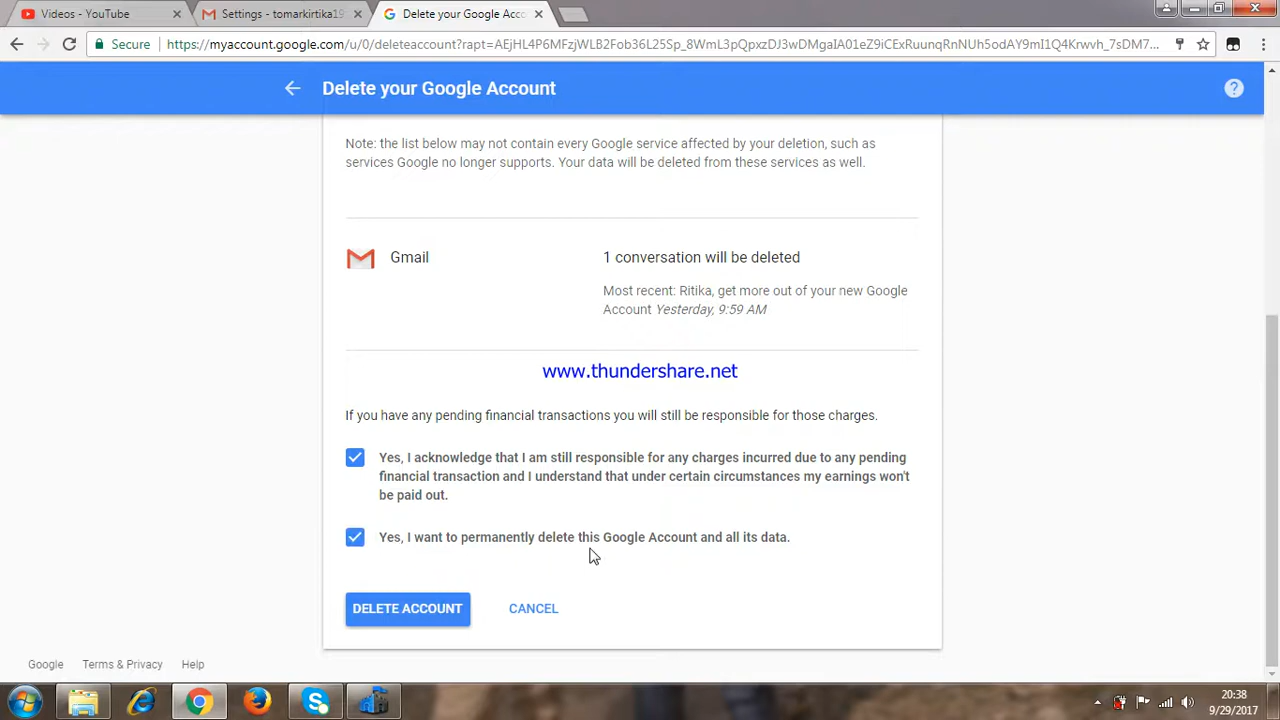 Videos - YouTube
Settings - tomarkirtika19
Delete your Google Acco
Secure
https://myaccount.google.com/u/0/deleteaccount?rapt=AEjHL4P6MFzjWLB2Fob36L25Sp_8WmL3pQpxzDJ3wDMgaIA01eZ9iCExRuunqRnNUh5odAY9mI1Q4Krwvh_7sDM7...
Delete your Google Account
Note: the list below may not contain every Google service affected by your deletion, such as
services Google no longer supports. Your data will be deleted from these services as well.
Gmail
1 conversation will be deleted
Most recent: Ritika, get more out of your new Google
Account Yesterday, 9:59 AM
www.thundershare.net
If you have any pending financial transactions you will still be responsible for those charges.
Yes, I acknowledge that I am still responsible for any charges incurred due to any pending
financial transaction and I understand that under certain circumstances my earnings won't
be paid out.
Yes, I want to permanently delete this Google Account and all its data.
DELETE ACCOUNT
CANCEL
Google
Terms & Privacy
Help
20:38
9/29/2017